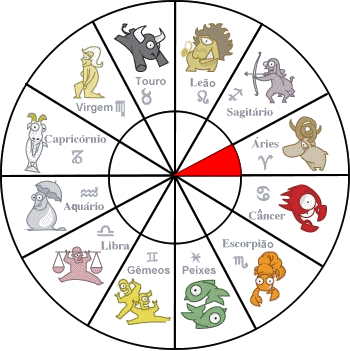 Touro
♉
Leão
♌
Virgem ♍
♐
Sagitário
Capricórnio
♑
Áries
♈
♒
Aquário
♋
Câncer
♎
Libra
Escorpião
♏
♊
Gêmeos
♓
Peixes